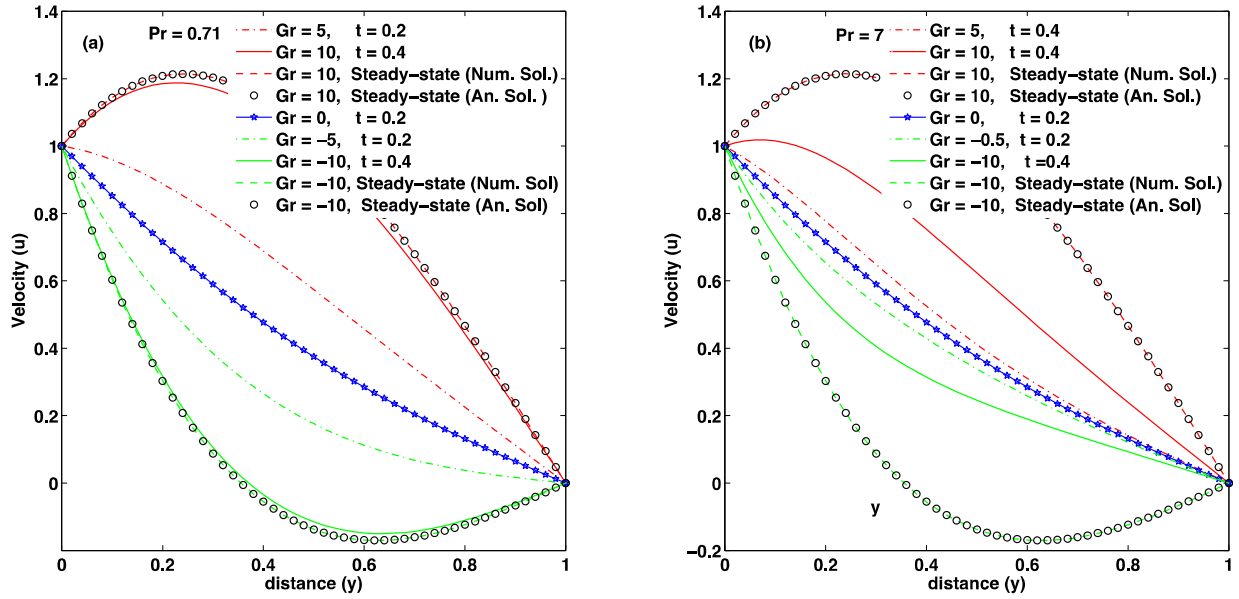 (a) Pr = 0.71
Gr = 5, t = 0.2
Gr = 10, t = 0.4
Gr = 10, Steady−state (Num. Sol.)
Gr = 10, Steady−state (An. Sol. )
Gr = 0, t = 0.2
Gr = −5, t = 0.2
Gr = −10, t = 0.4
Gr = −10, Steady−state (Num. Sol)
Gr = −10, Steady−state (An. Sol)
1.4
1.2
1
0.8
0.6
0.4
0.2
0
Velocity (u)
0 0.2 0.4 0.6 0.8 1
distance (y)
(b) Pr = 7
Gr = 5, t = 0.4
Gr = 10, t = 0.4
Gr = 10, Steady−state (Num. Sol.)
Gr = 10, Steady−state (An. Sol.)
Gr = 0, t = 0.2
Gr = −0.5, t = 0.2
Gr = −10, t =0.4
Gr = −10, Steady−state (Num. Sol.)
Gr = −10, Steady−state (An. Sol)
1.4
1.2
1
0.8
0.6
0.4
0.2
0
−0.2
Velocity (u)
y
0 0.2 0.4 0.6 0.8 1
distance (y)